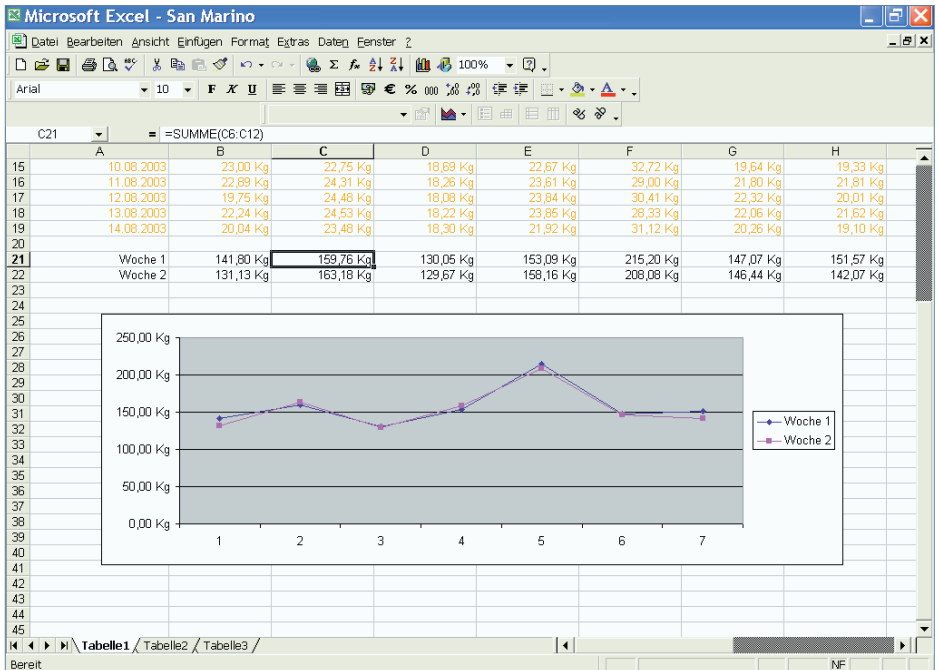 Microsoft Excel - San Marino
Datei Bearbeiten Ansicht Einfügen Format Extras Daten Fenster ?
100%
Arial 10 F K U € % 000
C21 = =SUMME(C6:C12)
A B C D E F G H
15 10.08.2003 23,00 Kg 22,75 Kg 18,69 Kg 22,67 Kg 32,72 Kg 19,64 Kg 19,33 Kg
16 11.08.2003 22,89 Kg 24,31 Kg 18,26 Kg 23,61 Kg 29,00 Kg 21,80 Kg 21,81 Kg
17 12.08.2003 19,75 Kg 24,48 Kg 18,08 Kg 23,84 Kg 30,41 Kg 22,32 Kg 20,01 Kg
18 13.08.2003 22,24 Kg 24,53 Kg 18,22 Kg 23,85 Kg 28,33 Kg 22,06 Kg 21,62 Kg
19 14.08.2003 20,04 Kg 23,48 Kg 18,30 Kg 21,92 Kg 31,12 Kg 20,26 Kg 19,10 Kg
20
21 Woche 1 141,80 Kg 159,76 Kg 130,05 Kg 153,09 Kg 215,20 Kg 147,07 Kg 151,57 Kg
22 Woche 2 131,13 Kg 163,18 Kg 129,67 Kg 158,16 Kg 208,08 Kg 146,44 Kg 142,07 Kg
23
24
25
26
27
28
29
30
31
32
33
34
35
36
37
38
39
40
41
42
43
44
45
250,00 Kg
200,00 Kg
150,00 Kg
100,00 Kg
50,00 Kg
0,00 Kg
1 2 3 4 5 6 7
Woche 1
Woche 2
Tabelle1 Tabelle2 Tabelle3
Bereit NF